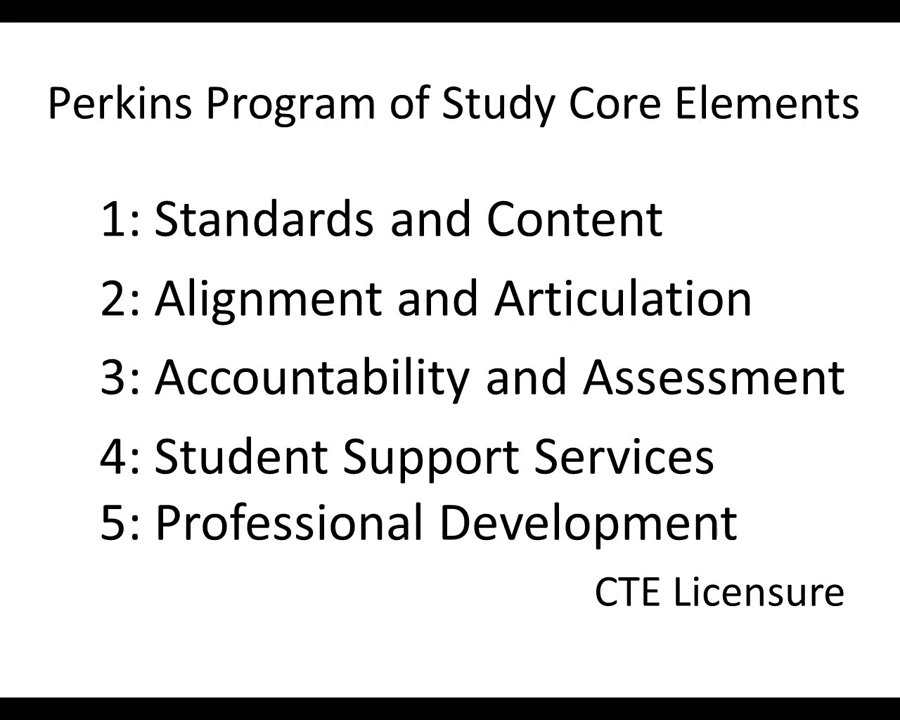 Perkins Program of Study Core Elements
1: Standards and Content
2: Alignment and Articulation
3: Accountability and Assessment
4: Student Support Services
5: Professional Development
CTE Licensure